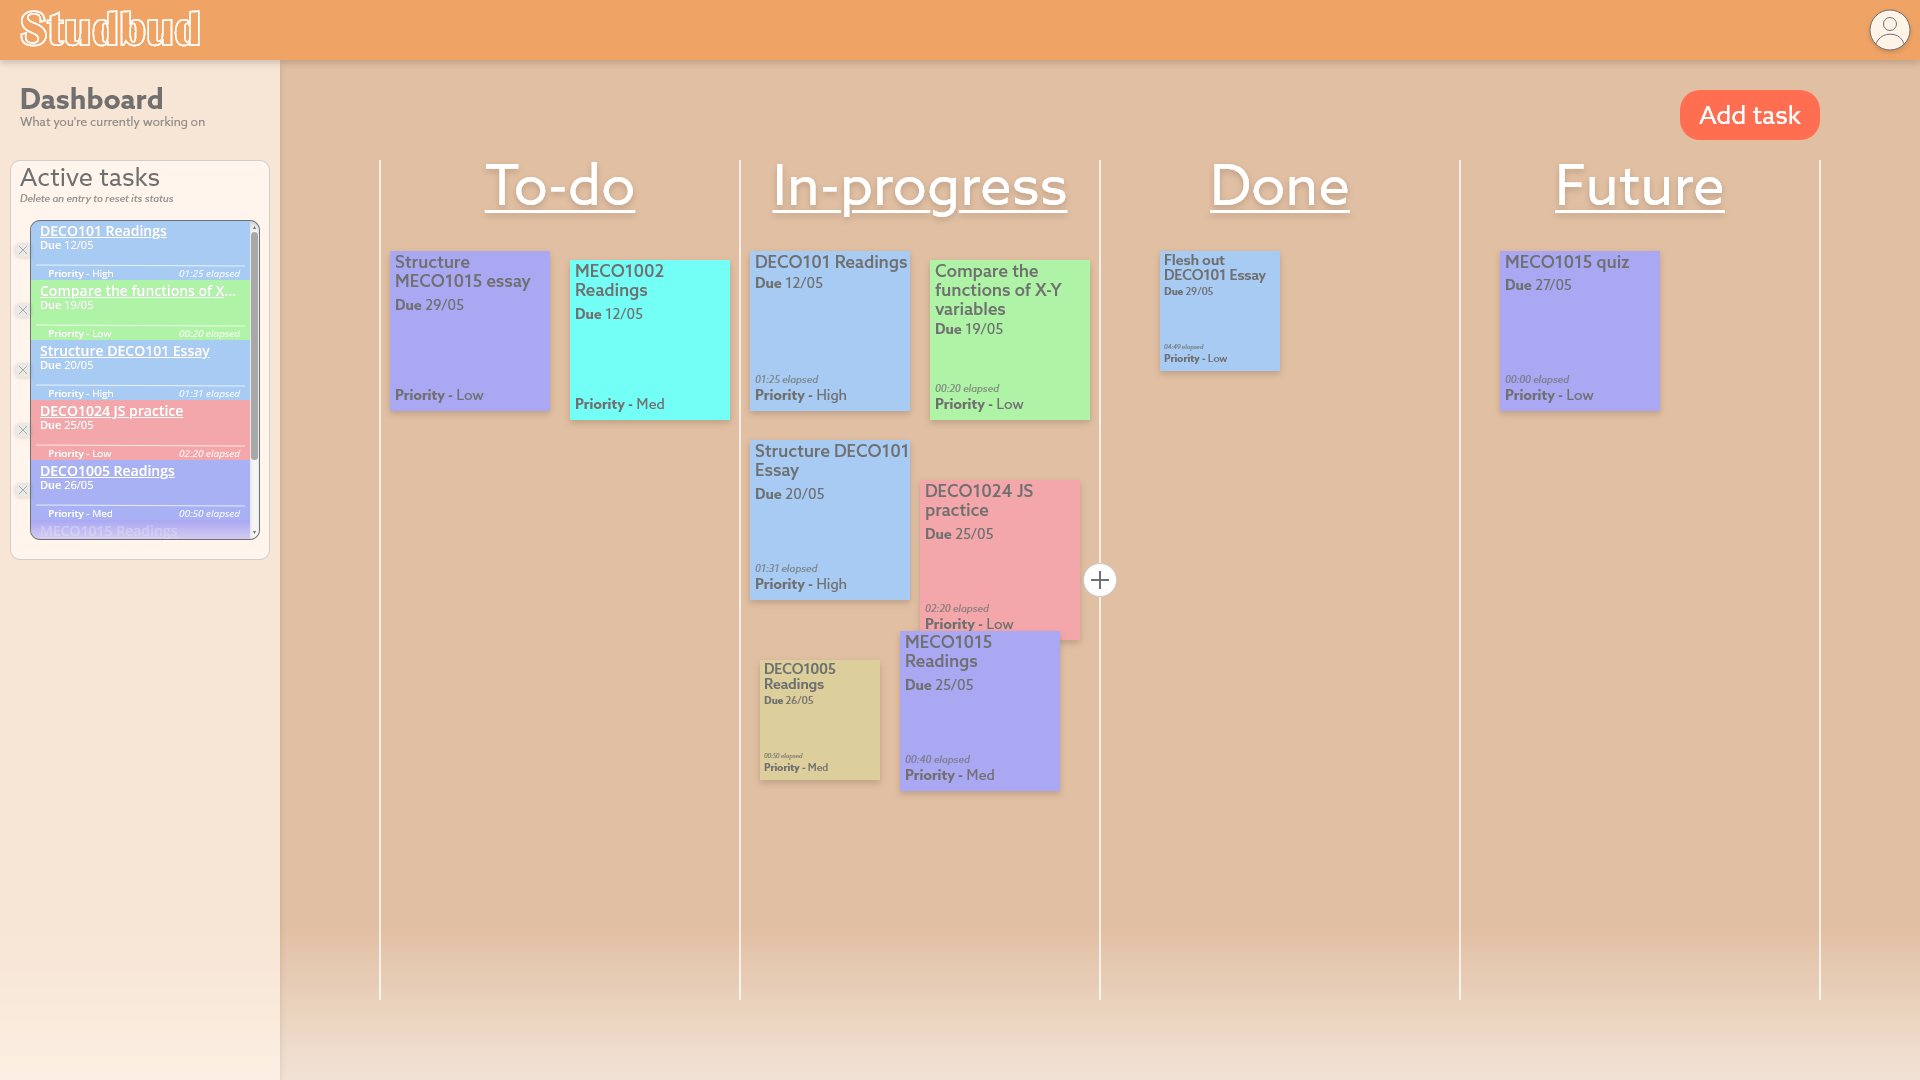 Studbud
Dashboard
What you're currently working on
Active tasks
Delete an entry to reset its status
DECO101 Readings
Due 12/05
Priority - High 01:25 elapsed
Compare the functions of X...
Due 19/05
Priority - Low 00:20 elapsed
Structure DECO101 Essay
Due 20/05
Priority - High 01:31 elapsed
DECO1024 JS practice
Due 25/05
Priority - Low 02:20 elapsed
DECO1005 Readings
Due 26/05
Priority - Med 00:50 elapsed
MECO1015 Readings
Add task
To-do
Structure
MECO1015 essay
Due 29/05
Priority - Low
MECO1002
Readings
Due 12/05
Priority - Med
In-progress
DECO101 Readings
Due 12/05
01:25 elapsed
Priority - High
Compare the
functions of X-Y
variables
Due 19/05
00:20 elapsed
Priority - Low
Structure DECO101
Essay
Due 20/05
01:31 elapsed
Priority - High
DECO1024 JS
practice
Due 25/05
02:20 elapsed
Priority - Low
DECO1005
Readings
Due 26/05
00:50 elapsed
Priority - Med
MECO1015
Readings
Due 25/05
00:40 elapsed
Priority - Med
Done
Flesh out
DECO101 Essay
Due 29/05
04:49 elapsed
Priority - Low
Future
MECO1015 quiz
Due 27/05
00:00 elapsed
Priority - Low